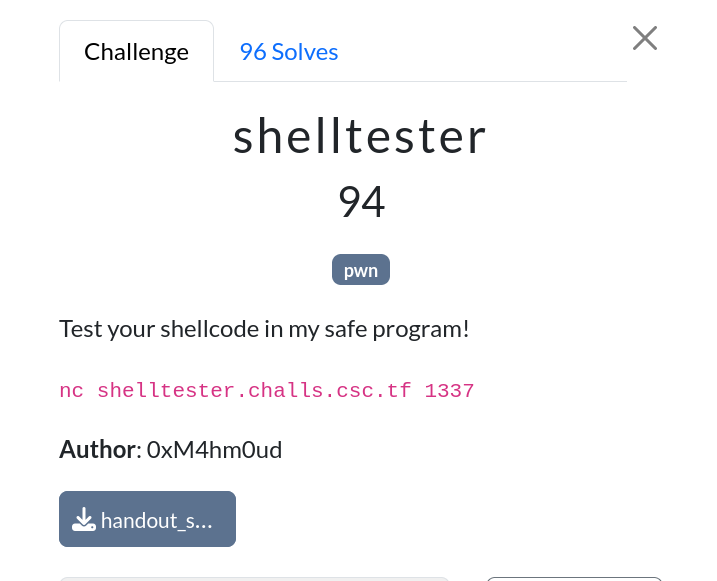 Challenge
96 Solves
shelltester
94
pwn
Test your shellcode in my safe program!
nc shelltester.challs.csc.tf 1337
Author: 0xM4hm0ud
handout_s...